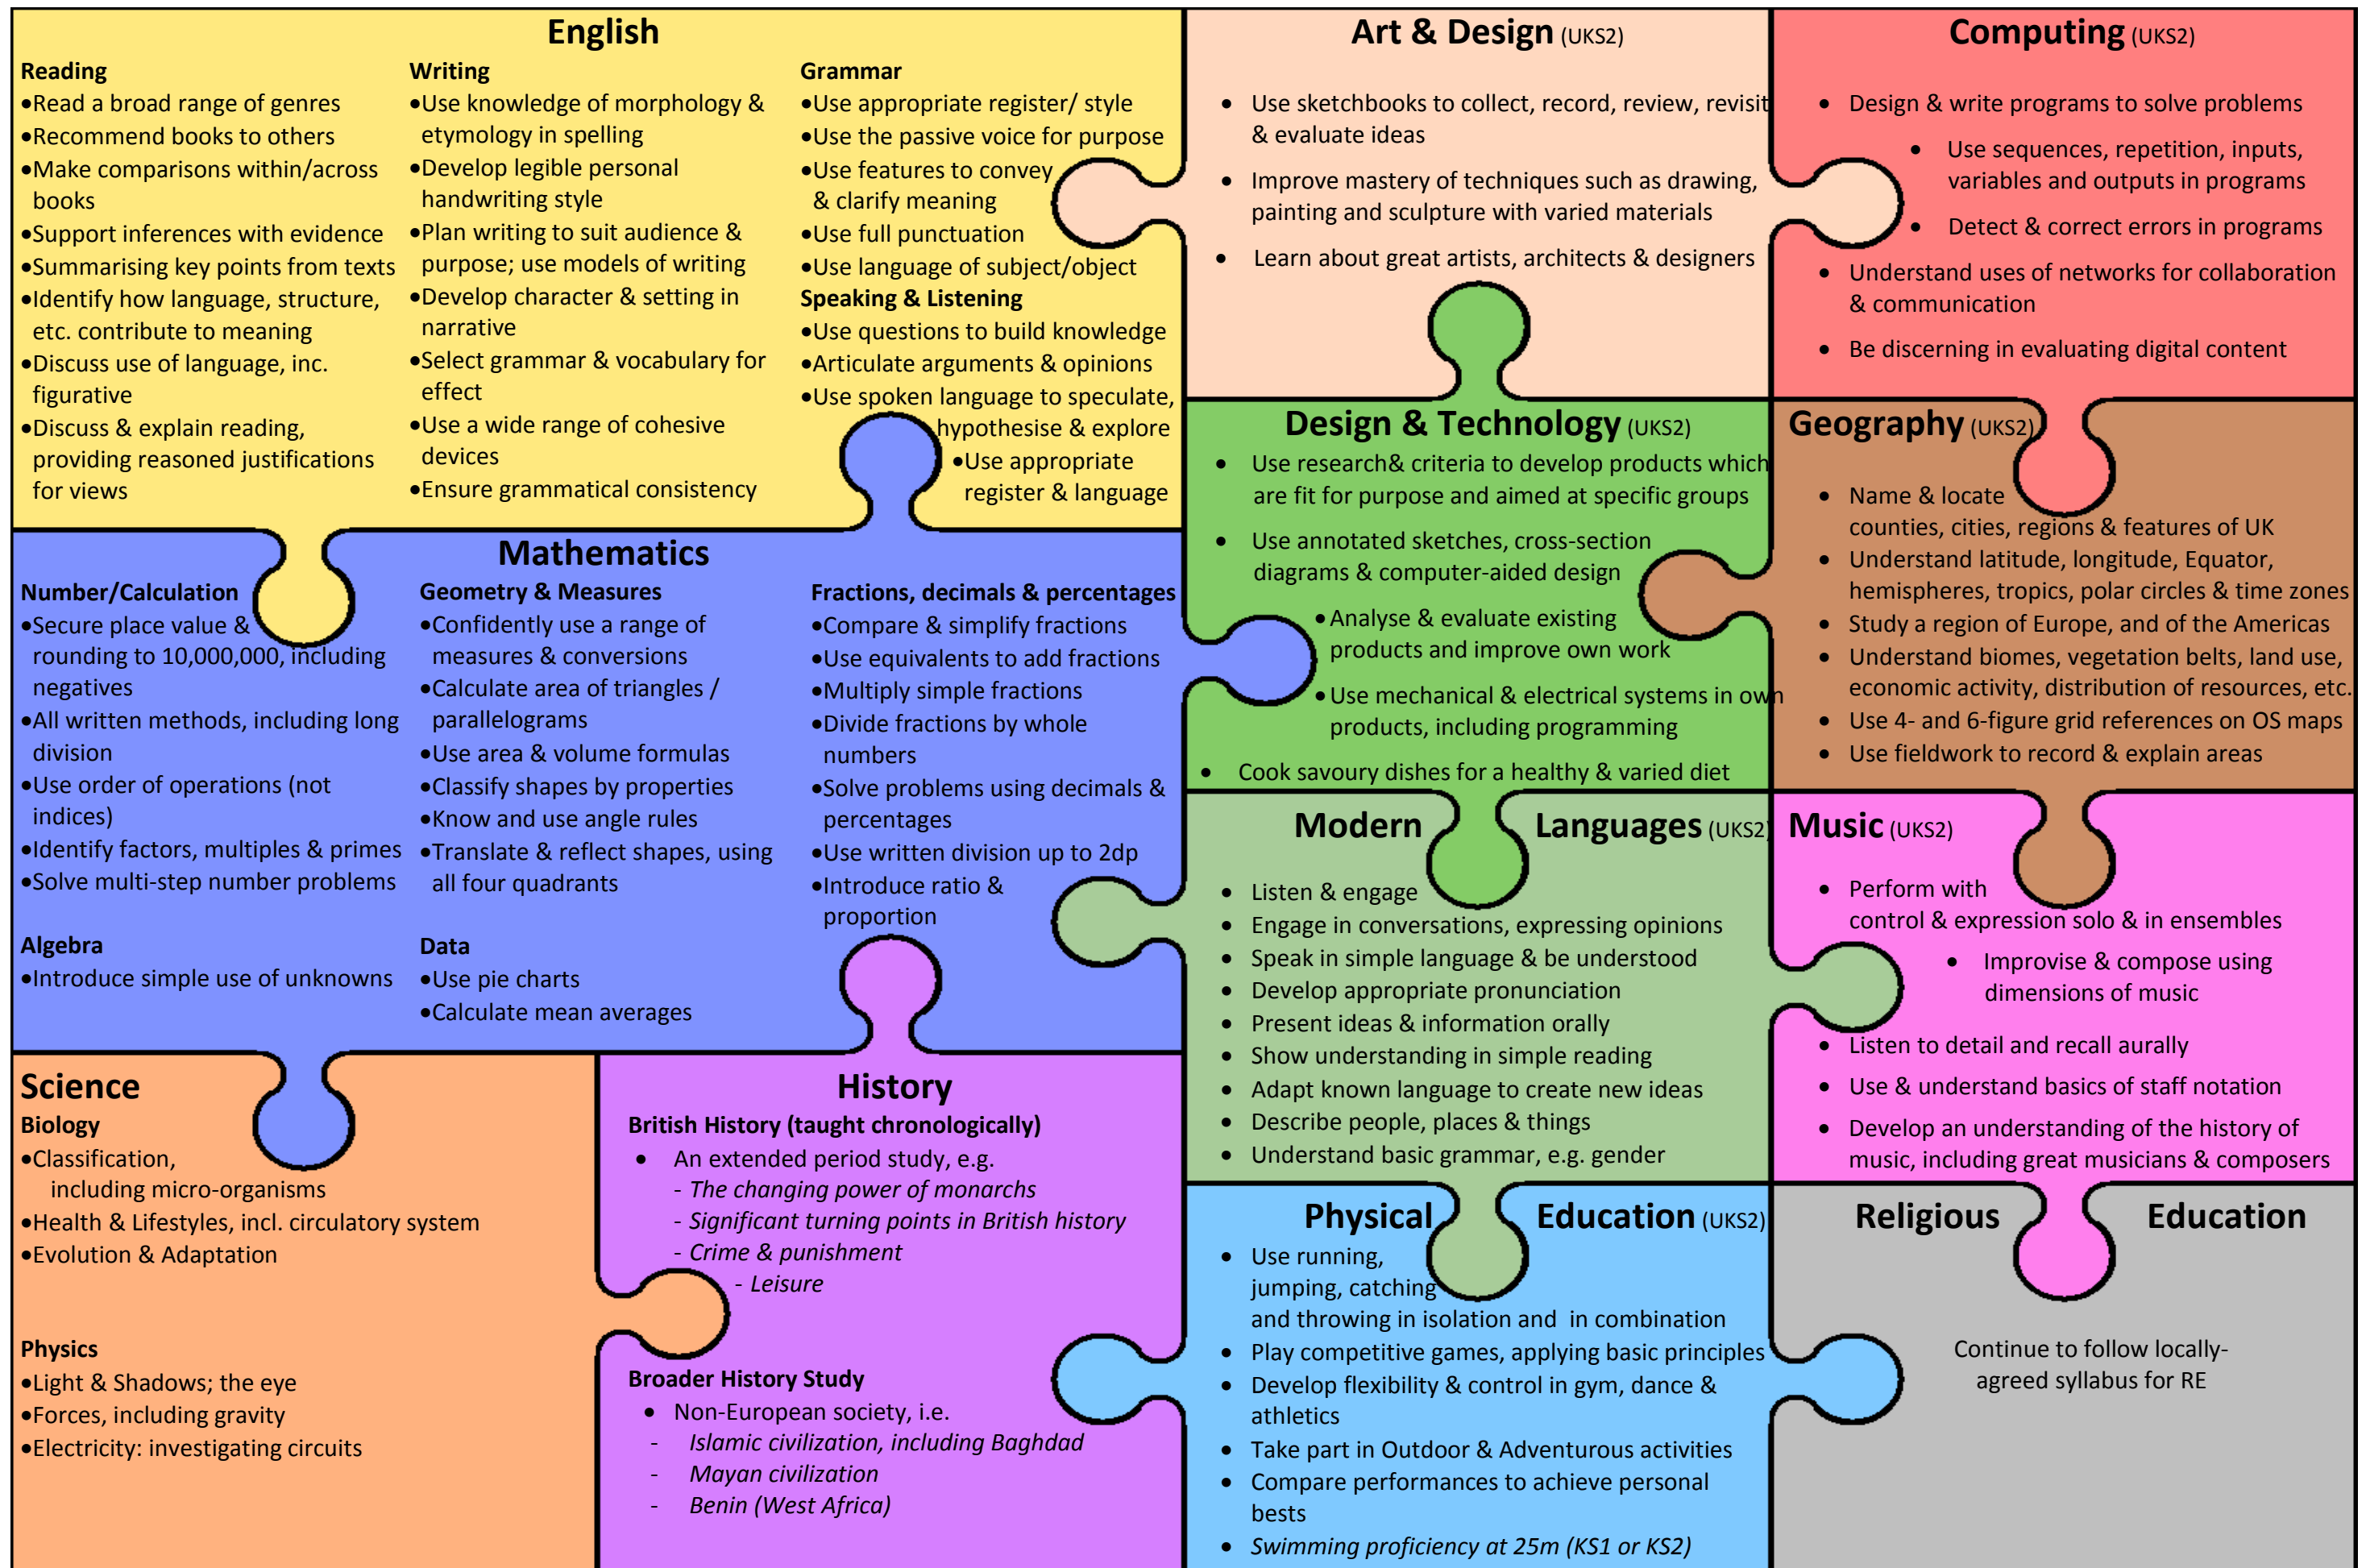 English
Reading
•Read a broad range of genres
•Recommend books to others
•Make comparisons within/across
books
•Support inferences with evidence
•Summarising key points from texts
•Identify how language, structure,
etc. contribute to meaning
•Discuss use of language, inc.
figurative
•Discuss & explain reading,
providing reasoned justifications
for views
Writing
•Use knowledge of morphology &
etymology in spelling
•Develop legible personal
handwriting style
•Plan writing to suit audience &
purpose; use models of writing
•Develop character & setting in
narrative
•Select grammar & vocabulary for
effect
•Use a wide range of cohesive
devices
•Ensure grammatical consistency
Grammar
•Use appropriate register/ style
•Use the passive voice for purpose
•Use features to convey
& clarify meaning
•Use full punctuation
•Use language of subject/object
Speaking & Listening
•Use questions to build knowledge
•Articulate arguments & opinions
•Use spoken language to speculate,
hypothesise & explore
•Use appropriate
register & language
Art & Design (UKS2)
• Use sketchbooks to collect, record, review, revisit
& evaluate ideas
• Improve mastery of techniques such as drawing,
painting and sculpture with varied materials
• Learn about great artists, architects & designers
Computing (UKS2)
• Design & write programs to solve problems
• Use sequences, repetition, inputs,
variables and outputs in programs
• Detect & correct errors in programs
• Understand uses of networks for collaboration
& communication
• Be discerning in evaluating digital content
Design & Technology (UKS2)
• Use research& criteria to develop products which
are fit for purpose and aimed at specific groups
• Use annotated sketches, cross-section
diagrams & computer-aided design
• Analyse & evaluate existing
products and improve own work
• Use mechanical & electrical systems in own
products, including programming
• Cook savoury dishes for a healthy & varied diet
Geography (UKS2)
• Name & locate
counties, cities, regions & features of UK
• Understand latitude, longitude, Equator,
hemispheres, tropics, polar circles & time zones
• Study a region of Europe, and of the Americas
• Understand biomes, vegetation belts, land use,
economic activity, distribution of resources, etc.
• Use 4- and 6-figure grid references on OS maps
• Use fieldwork to record & explain areas
Mathematics
Number/Calculation
•Secure place value &
rounding to 10,000,000, including
negatives
•All written methods, including long
division
•Use order of operations (not
indices)
•Identify factors, multiples & primes
•Solve multi-step number problems
Algebra
•Introduce simple use of unknowns
Geometry & Measures
•Confidently use a range of
measures & conversions
•Calculate area of triangles /
parallelograms
•Use area & volume formulas
•Classify shapes by properties
•Know and use angle rules
•Translate & reflect shapes, using
all four quadrants
Data
•Use pie charts
•Calculate mean averages
Fractions, decimals & percentages
•Compare & simplify fractions
•Use equivalents to add fractions
•Multiply simple fractions
•Divide fractions by whole
numbers
•Solve problems using decimals &
percentages
•Use written division up to 2dp
•Introduce ratio &
proportion
Modern Languages (UKS2)
• Listen & engage
• Engage in conversations, expressing opinions
• Speak in simple language & be understood
• Develop appropriate pronunciation
• Present ideas & information orally
• Show understanding in simple reading
• Adapt known language to create new ideas
• Describe people, places & things
• Understand basic grammar, e.g. gender
Music (UKS2)
• Perform with
control & expression solo & in ensembles
• Improvise & compose using
dimensions of music
• Listen to detail and recall aurally
• Use & understand basics of staff notation
• Develop an understanding of the history of
music, including great musicians & composers
Science
Biology
•Classification,
including micro-organisms
•Health & Lifestyles, incl. circulatory system
•Evolution & Adaptation
Physics
•Light & Shadows; the eye
•Forces, including gravity
•Electricity: investigating circuits
History
British History (taught chronologically)
• An extended period study, e.g.
- The changing power of monarchs
- Significant turning points in British history
- Crime & punishment
- Leisure
Broader History Study
• Non-European society, i.e.
- Islamic civilization, including Baghdad
- Mayan civilization
- Benin (West Africa)
Physical Education (UKS2)
• Use running,
jumping, catching
and throwing in isolation and in combination
• Play competitive games, applying basic principles
• Develop flexibility & control in gym, dance &
athletics
• Take part in Outdoor & Adventurous activities
• Compare performances to achieve personal
bests
• Swimming proficiency at 25m (KS1 or KS2)
Religious Education
Continue to follow locally-
agreed syllabus for RE